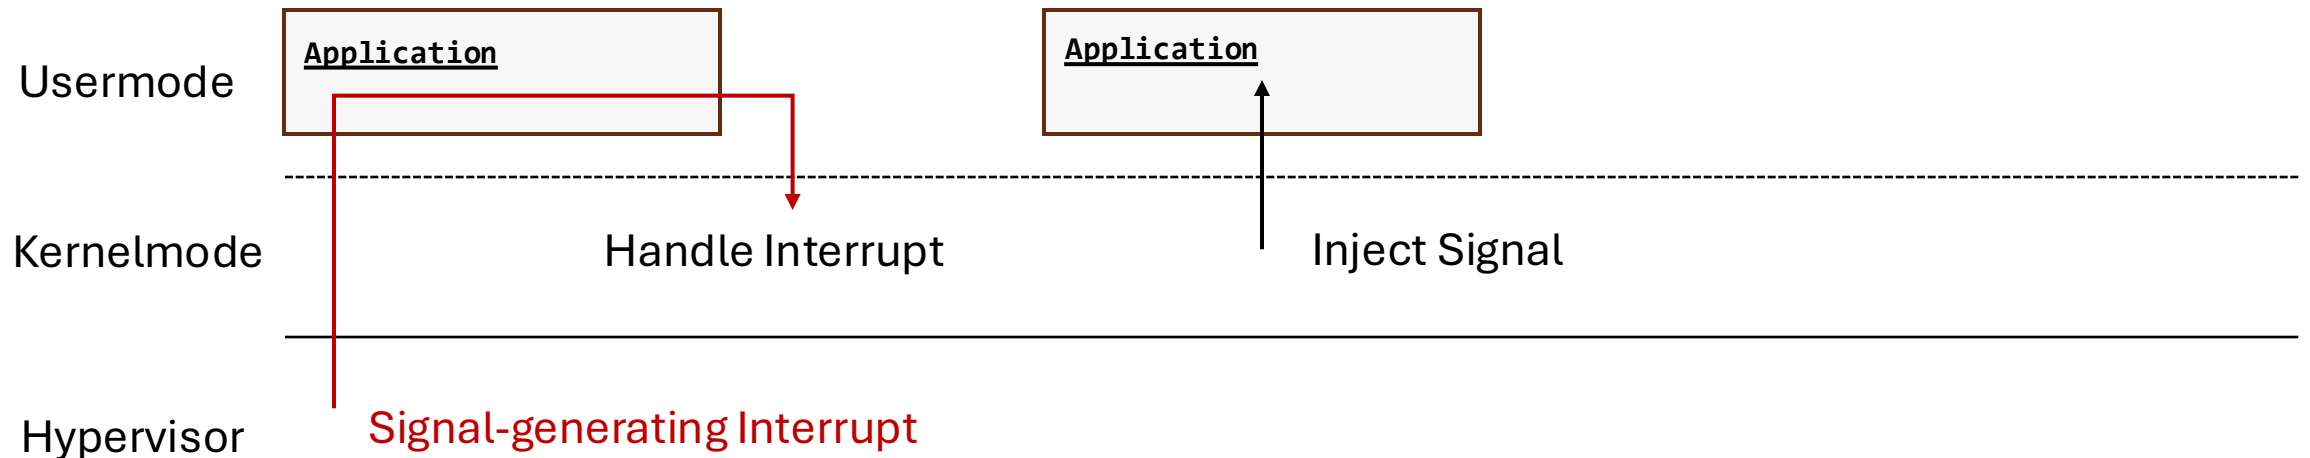 Usermode
Application
Application
Kernelmode
Handle Interrupt
Inject Signal
Hypervisor
Signal-generating Interrupt